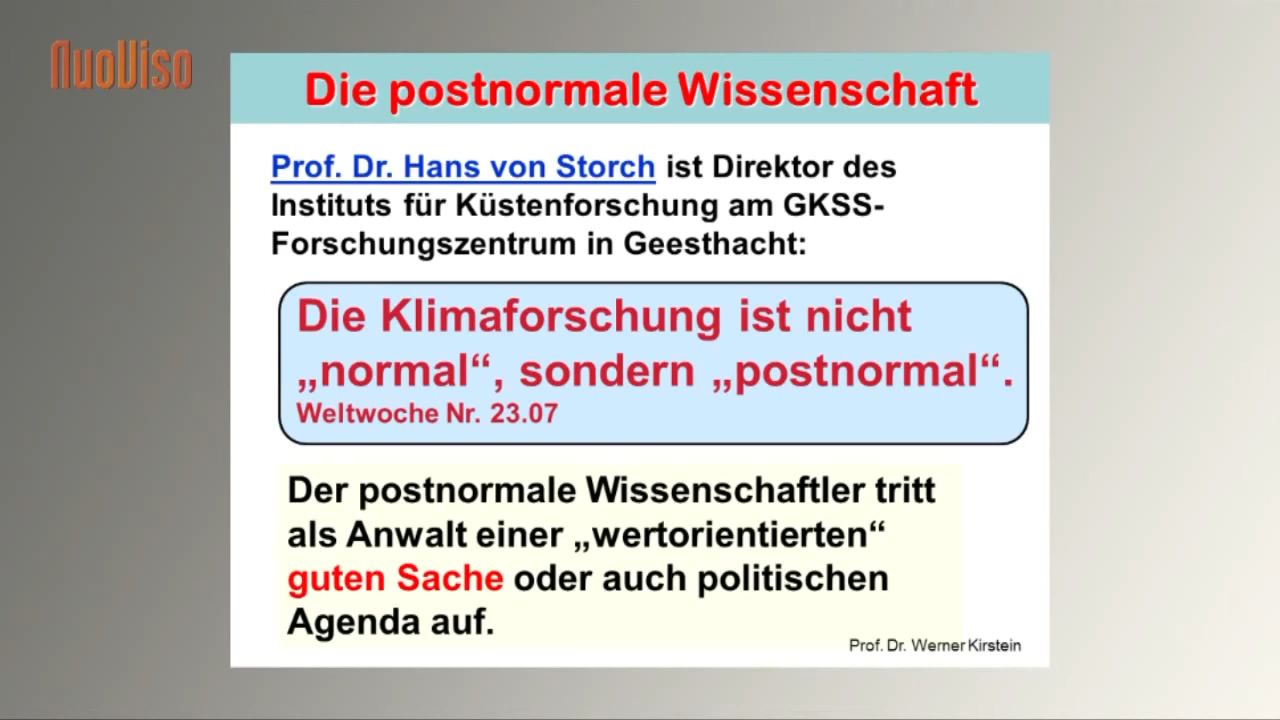 NuoViso
Die postnormale Wissenschaft
Prof. Dr. Hans von Storch ist Direktor des
Instituts für Küstenforschung am GKSS-
Forschungszentrum in Geesthacht:
Die Klimaforschung ist nicht
„normal“, sondern „postnormal“.
Weltwoche Nr. 23.07
Der postnormale Wissenschaftler tritt
als Anwalt einer „wertorientierten“
guten Sache oder auch politischen
Agenda auf.
Prof. Dr. Werner Kirstein